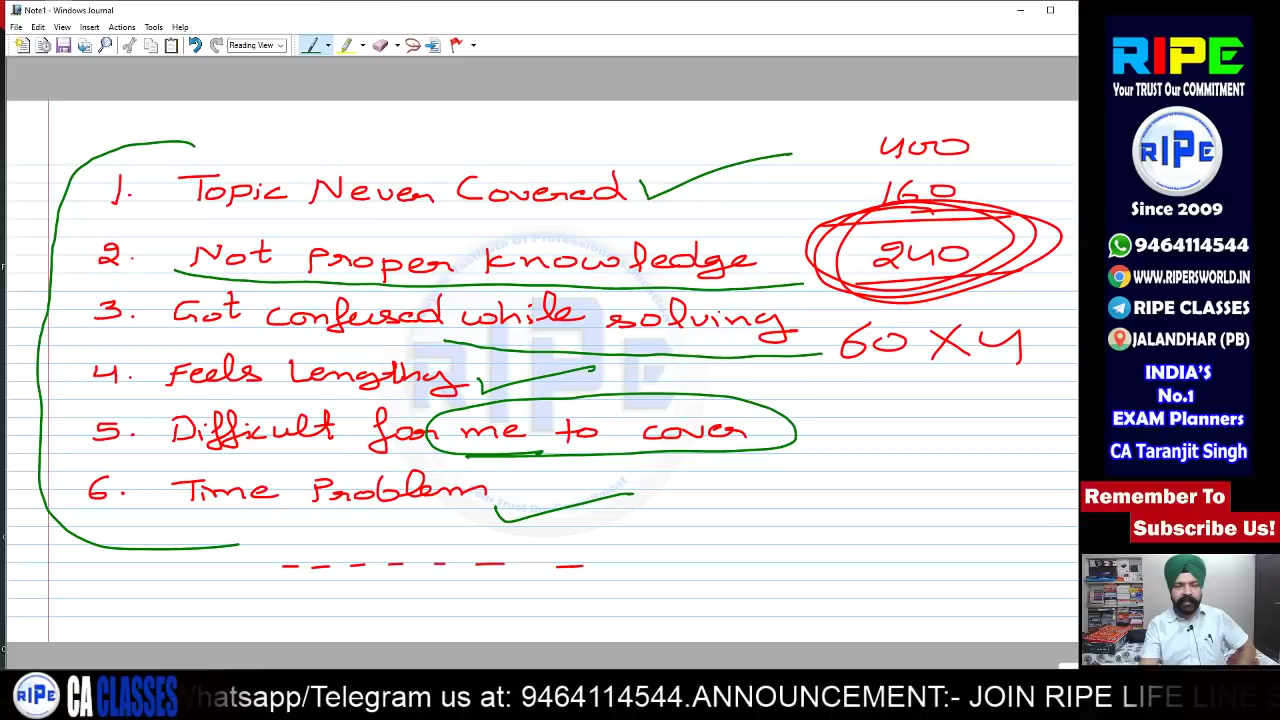 Note1 - Windows Journal
File Edit View Insert Actions Tools Help
Reading View
1. Topic Never Covered
2. Not Proper Knowledge
3. Got confused while solving
4. Feels Lengthy
5. Difficult for me to cover
6. Time Problem
400
160
240
60 X 4
RIPE
RIPE
Your TRUST Our COMMITMENT
RIPE
Since 2009
9464114544
WWW.RIPERSWORLD.IN
RIPE CLASSES
JALANDHAR (PB)
INDIA'S
No.1
EXAM Planners
CA Taranjit Singh
Remember To
Subscribe Us!
RIPE CA CLASSES
Whatsapp/Telegram us at: 9464114544.ANNOUNCEMENT:- JOIN RIPE LIFE LINE